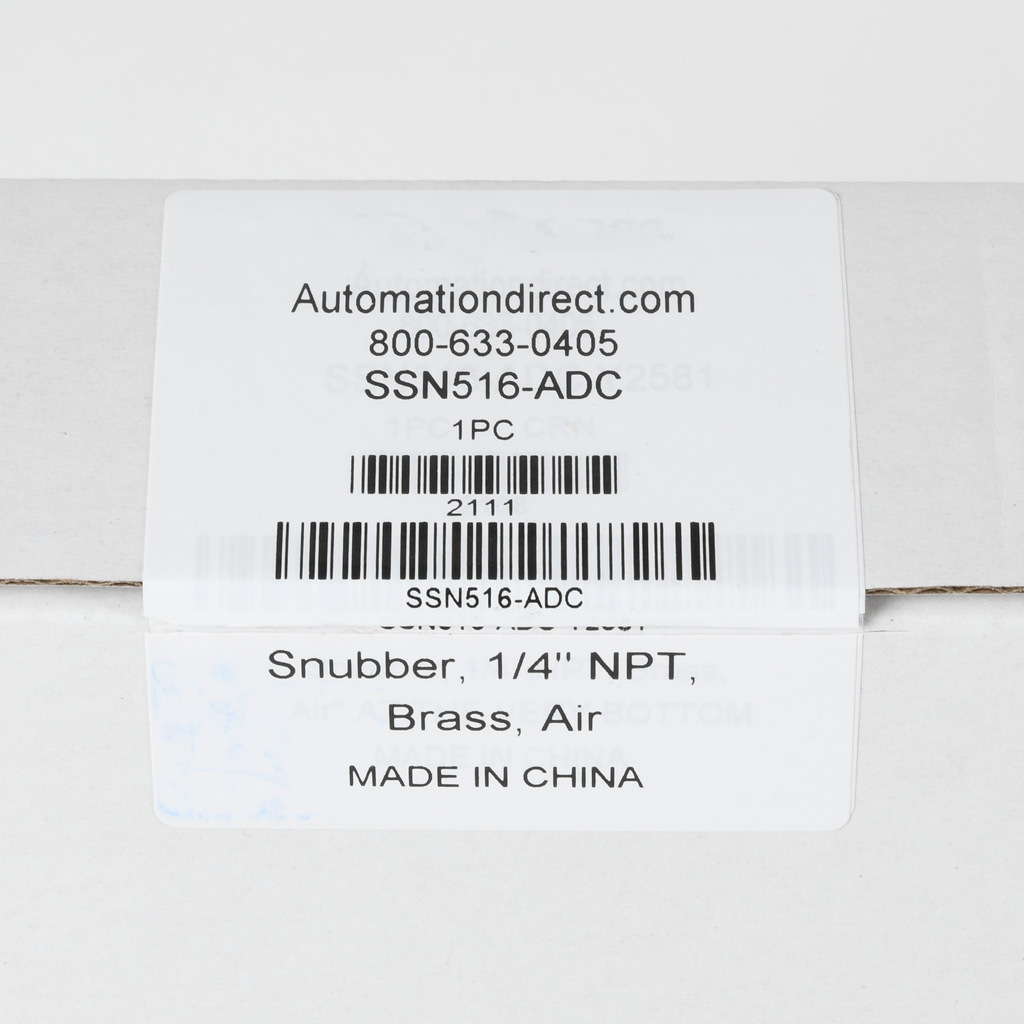 Automationdirect.com
800-633-0405
SSN516-ADC
1PC
2111
SSN516-ADC
Snubber, 1/4" NPT,
Brass, Air
MADE IN CHINA